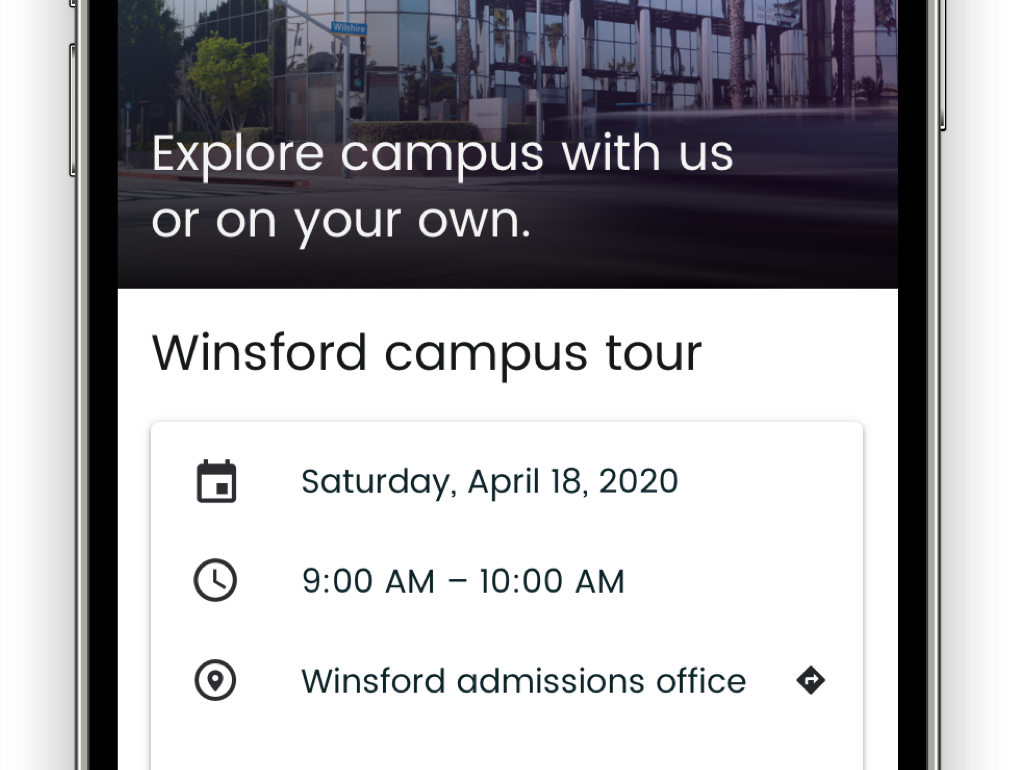 Wilshire
Explore campus with us
or on your own.
Winsford campus tour
Saturday, April 18, 2020
9:00 AM – 10:00 AM
Winsford admissions office